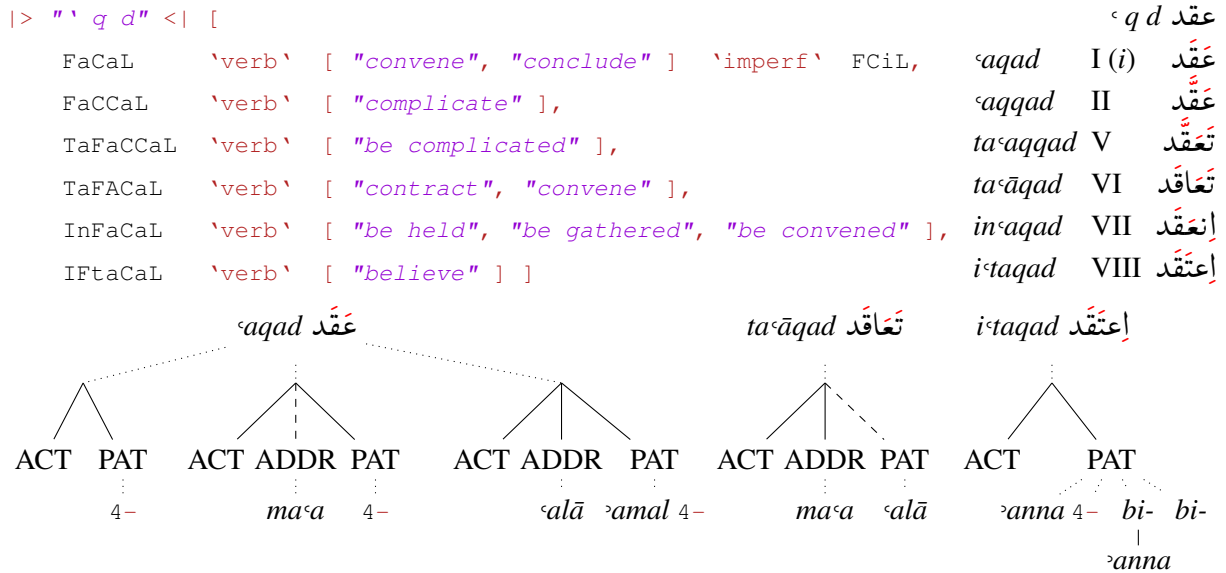 |> "` q d" <| [ ʿ q d عقد
FaCaL `verb` [ "convene", "conclude" ] `imperf` FCiL, ʿaqad I (i) عَقَد
FaCCaL `verb` [ "complicate" ], ʿaqqad II عَقَّد
TaFaCCaL `verb` [ "be complicated" ], taʿaqqad V تَعَقَّد
TaFACaL `verb` [ "contract", "convene" ], taʿāqad VI تَعَاقَد
InFaCaL `verb` [ "be held", "be gathered", "be convened" ], inʿaqad VII اِنعَقَد
IFtaCaL `verb` [ "believe" ] ] iʿtaqad VIII اِعتَقَد
ʿaqad عَقَد taʿāqad تَعَاقَد iʿtaqad اِعتَقَد
ACT PAT ACT ADDR PAT ACT ADDR PAT ACT ADDR PAT ACT PAT
4- maʿa 4- ʿalā ʾamal 4- maʿa ʿalā ʾanna 4- bi- bi-
ʾanna